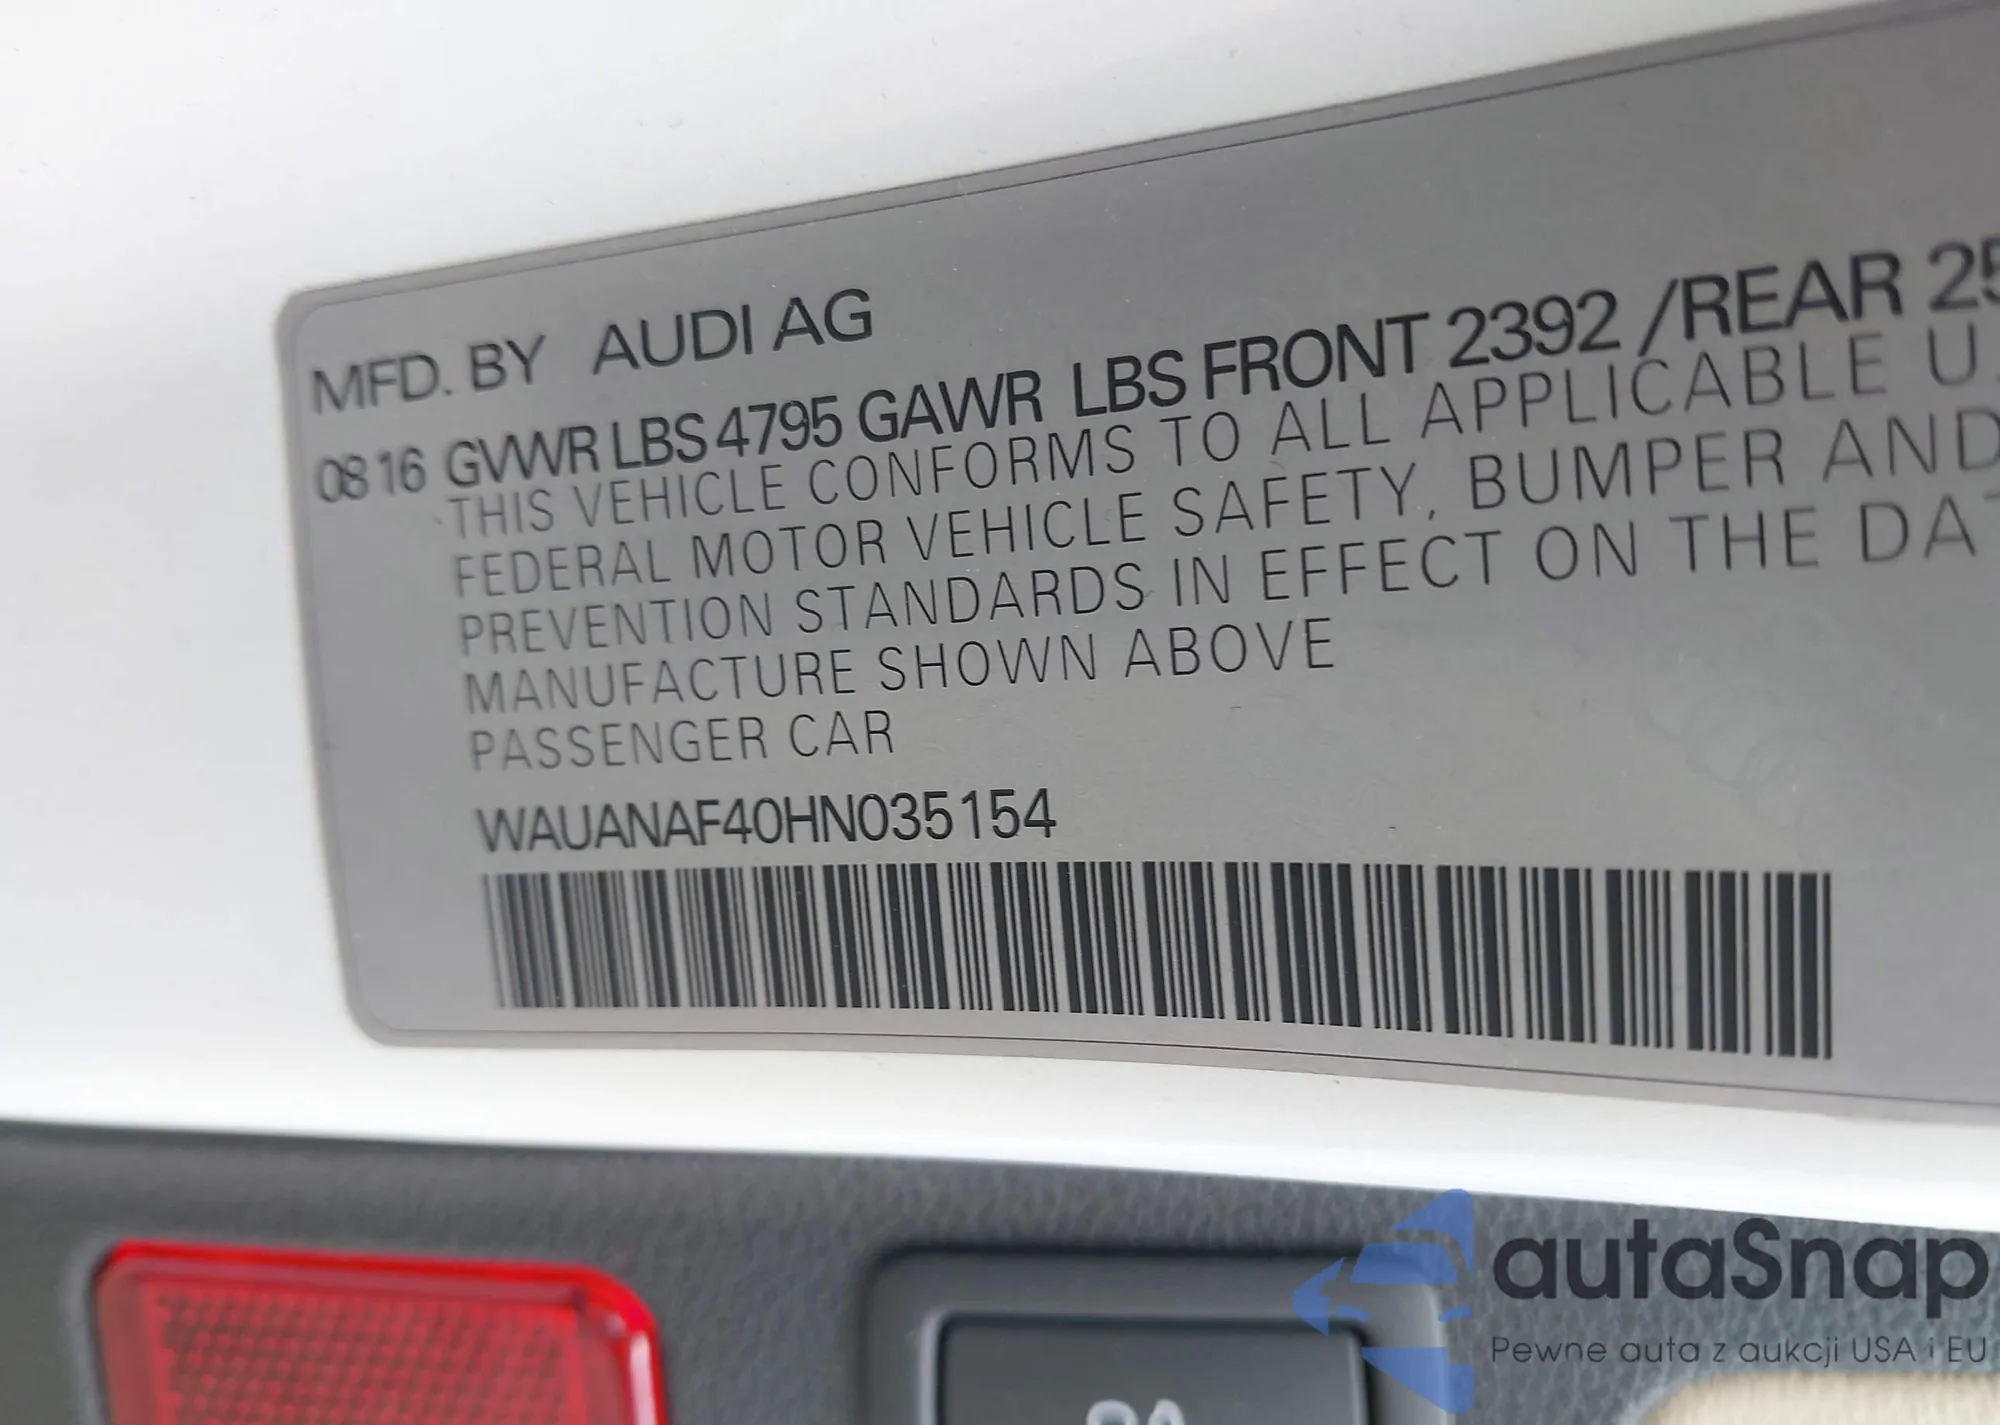 MFD. BY AUDI AG
08 16 GVWR LBS 4795 GAWR LBS FRONT 2392 /REAR 25
THIS VEHICLE CONFORMS TO ALL APPLICABLE U.
FEDERAL MOTOR VEHICLE SAFETY, BUMPER AND
PREVENTION STANDARDS IN EFFECT ON THE DAT
MANUFACTURE SHOWN ABOVE
PASSENGER CAR
WAUANAF40HN035154
autaSnap
Pewne auta z aukcji USA i EU